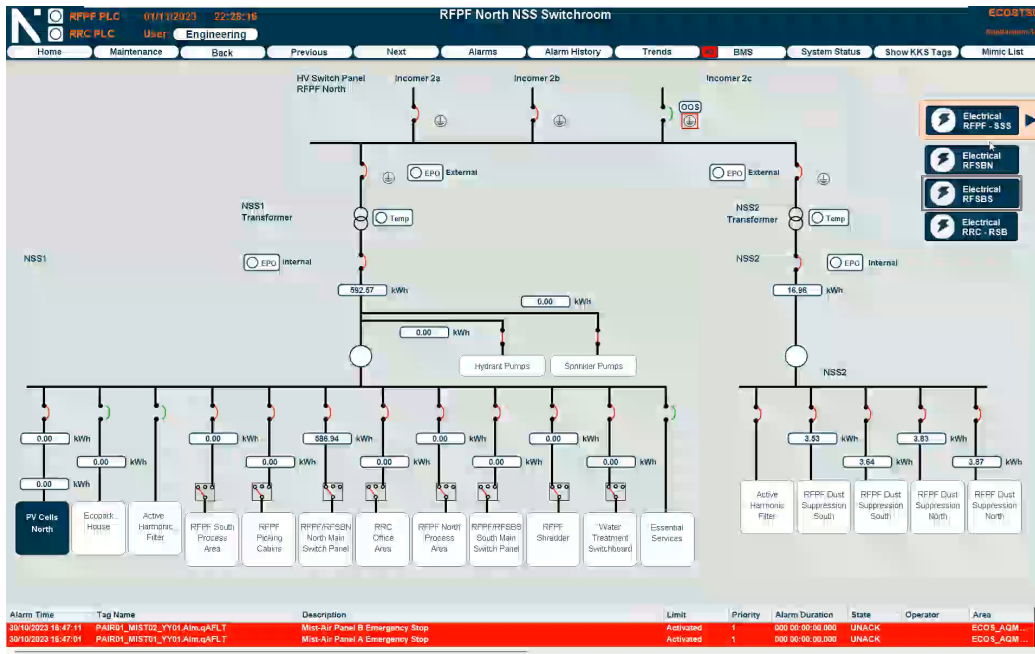 RFPF North NSS Switchroom
RFPF PLC 01/11/2023 22:28:16
RRC PLC User Engineering
Home Maintenance Back Previous Next Alarms Alarm History Trends BMS System Status Show KKS Tags Mimic List
HV Switch Panel
RFPF North
Incomer 2a Incomer 2b Incomer 2c
OOS
Electrical
RFPF - SSS
Electrical
RFSBN
Electrical
RFSBS
Electrical
RRC - RSB
EPO External
EPO External
NSS1
Transformer
Temp
NSS2
Transformer
Temp
NSS1
EPO Internal
NSS2
EPO Internal
592.57 kWh
16.96 kWh
0.00 kWh
0.00 kWh
Hydrant Pumps
Sprinkler Pumps
NSS2
0.00 kWh 0.00 kWh 586.94 kWh 0.00 kWh 0.00 kWh 3.53 kWh 3.83 kWh
0.00 kWh 0.00 kWh 0.00 kWh 0.00 kWh 0.00 kWh 3.64 kWh 3.87 kWh
0.00 kWh
PV Cells
North
Ecopark
House
Active
Harmonic
Filter
RFPF South
Process
Area
RFPF
Picking
Cabins
RFPF/RFSBN
North Main
Switch Panel
RRC
Office
Area
RFPF North
Process
Area
RFPF/RFSBS
South Main
Switch Panel
RFPF
Shredder
Water
Treatment
Switchboard
Essential
Services
Active
Harmonic
Filter
RFPF Dust
Suppression
South
RFPF Dust
Suppression
South
RFPF Dust
Suppression
North
RFPF Dust
Suppression
North
Alarm Time Tag Name Description Limit Priority Alarm Duration State Operator Area
30/10/2023 16:47:11 PAIR01_MIST02_YY01.Alm.qAFLT Mist-Air Panel B Emergency Stop Activated 1 000 00:00:00.000 UNACK ECOS_AQM...
30/10/2023 16:47:01 PAIR01_MIST01_YY01.Alm.qAFLT Mist-Air Panel A Emergency Stop Activated 1 000 00:00:00.000 UNACK ECOS_AQM...